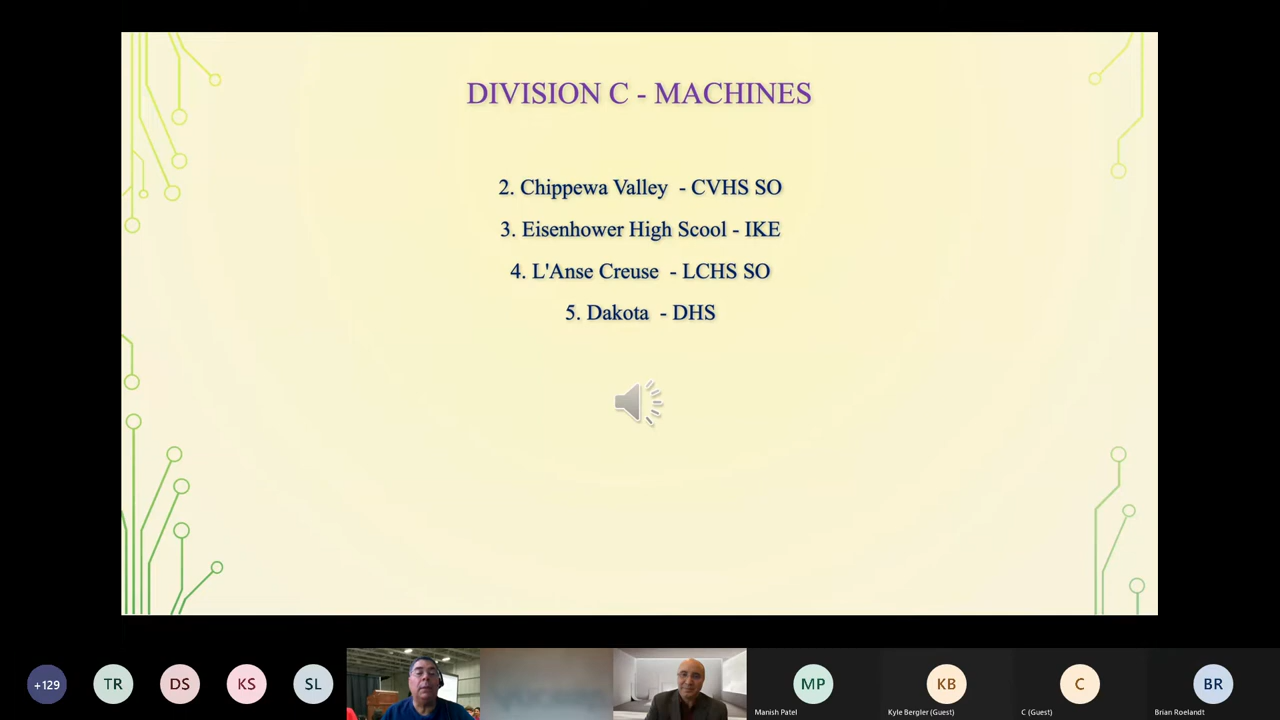 DIVISION C - MACHINES
2. Chippewa Valley - CVHS SO
3. Eisenhower High Scool - IKE
4. L'Anse Creuse - LCHS SO
5. Dakota - DHS
+129
TR
DS
KS
SL
MP
Manish Patel
KB
Kyle Bergler (Guest)
C
C (Guest)
BR
Brian Roelandt